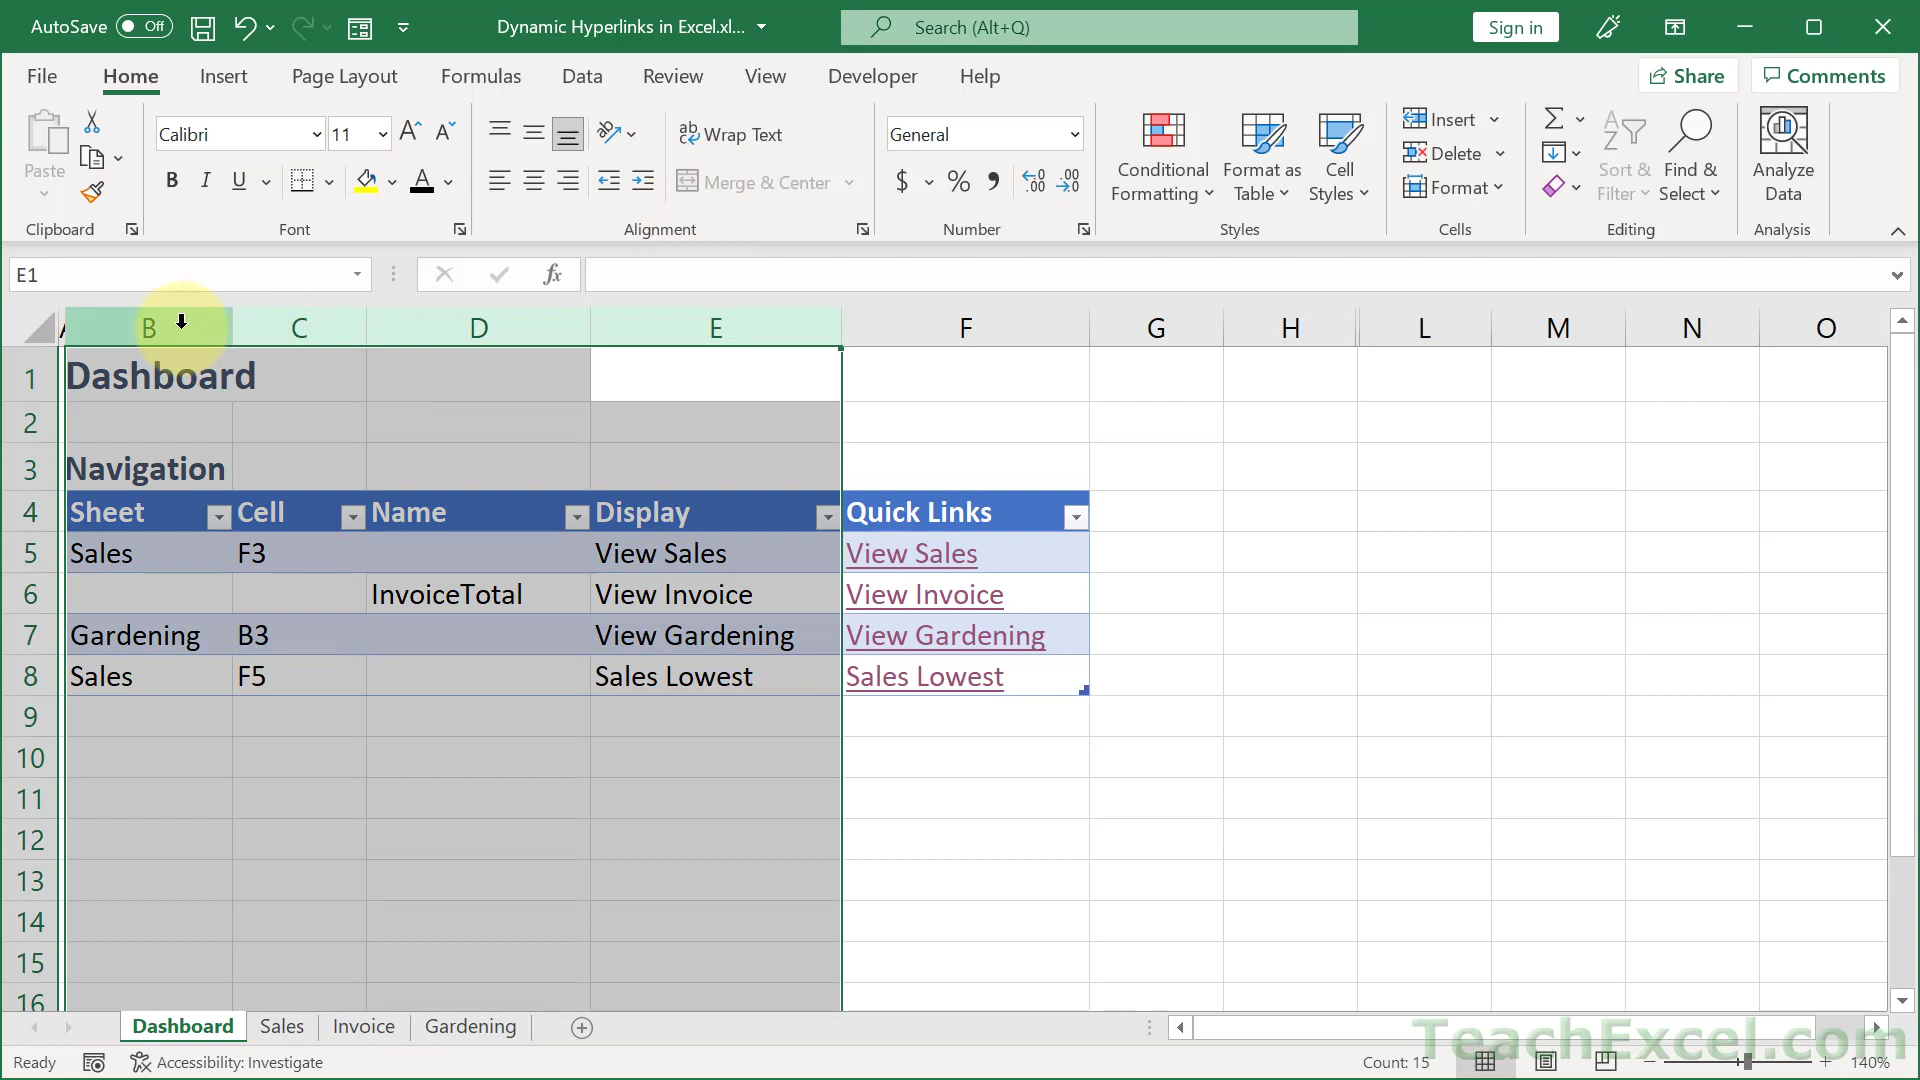 AutoSave Off Dynamic Hyperlinks in Excel.xl... Search (Alt+Q) Sign in
File Home Insert Page Layout Formulas Data Review View Developer Help Share Comments
Paste
Calibri 11
B I U
ab Wrap Text
Merge & Center
General
$ % 9 .00 .00
Conditional Formatting
Format as Table
Cell Styles
Insert
Delete
Format
Sort & Filter
Find & Select
Analyze Data
Clipboard Font Alignment Number Styles Cells Editing Analysis
E1 fx
B C D E F G H L M N O
1 Dashboard
2
3 Navigation
4 Sheet Cell Name Display Quick Links
5 Sales F3 View Sales View Sales
6 InvoiceTotal View Invoice View Invoice
7 Gardening B3 View Gardening View Gardening
8 Sales F5 Sales Lowest Sales Lowest
9
10
11
12
13
14
15
16
Dashboard Sales Invoice Gardening
TeachExcel.com
Ready Accessibility: Investigate Count: 15 140%